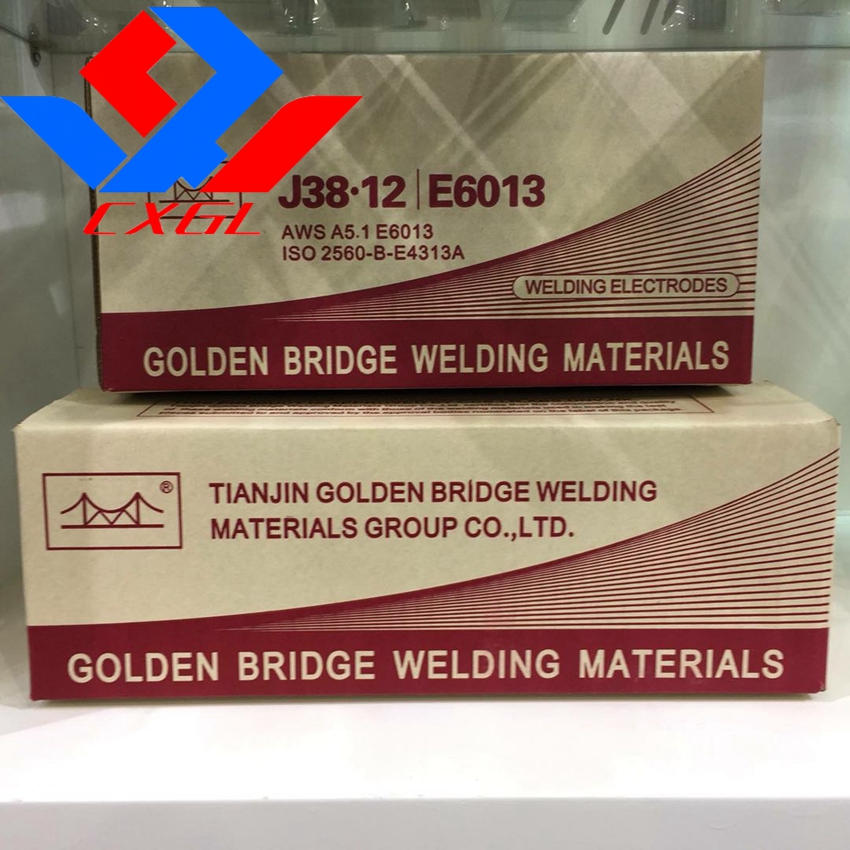 CXGL
J38·12 | E6013
AWS A5.1 E6013
ISO 2560-B-E4313A
WELDING ELECTRODES
GOLDEN BRIDGE WELDING MATERIALS
®
TIANJIN GOLDEN BRIDGE WELDING
MATERIALS GROUP CO.,LTD.
GOLDEN BRIDGE WELDING MATERIALS